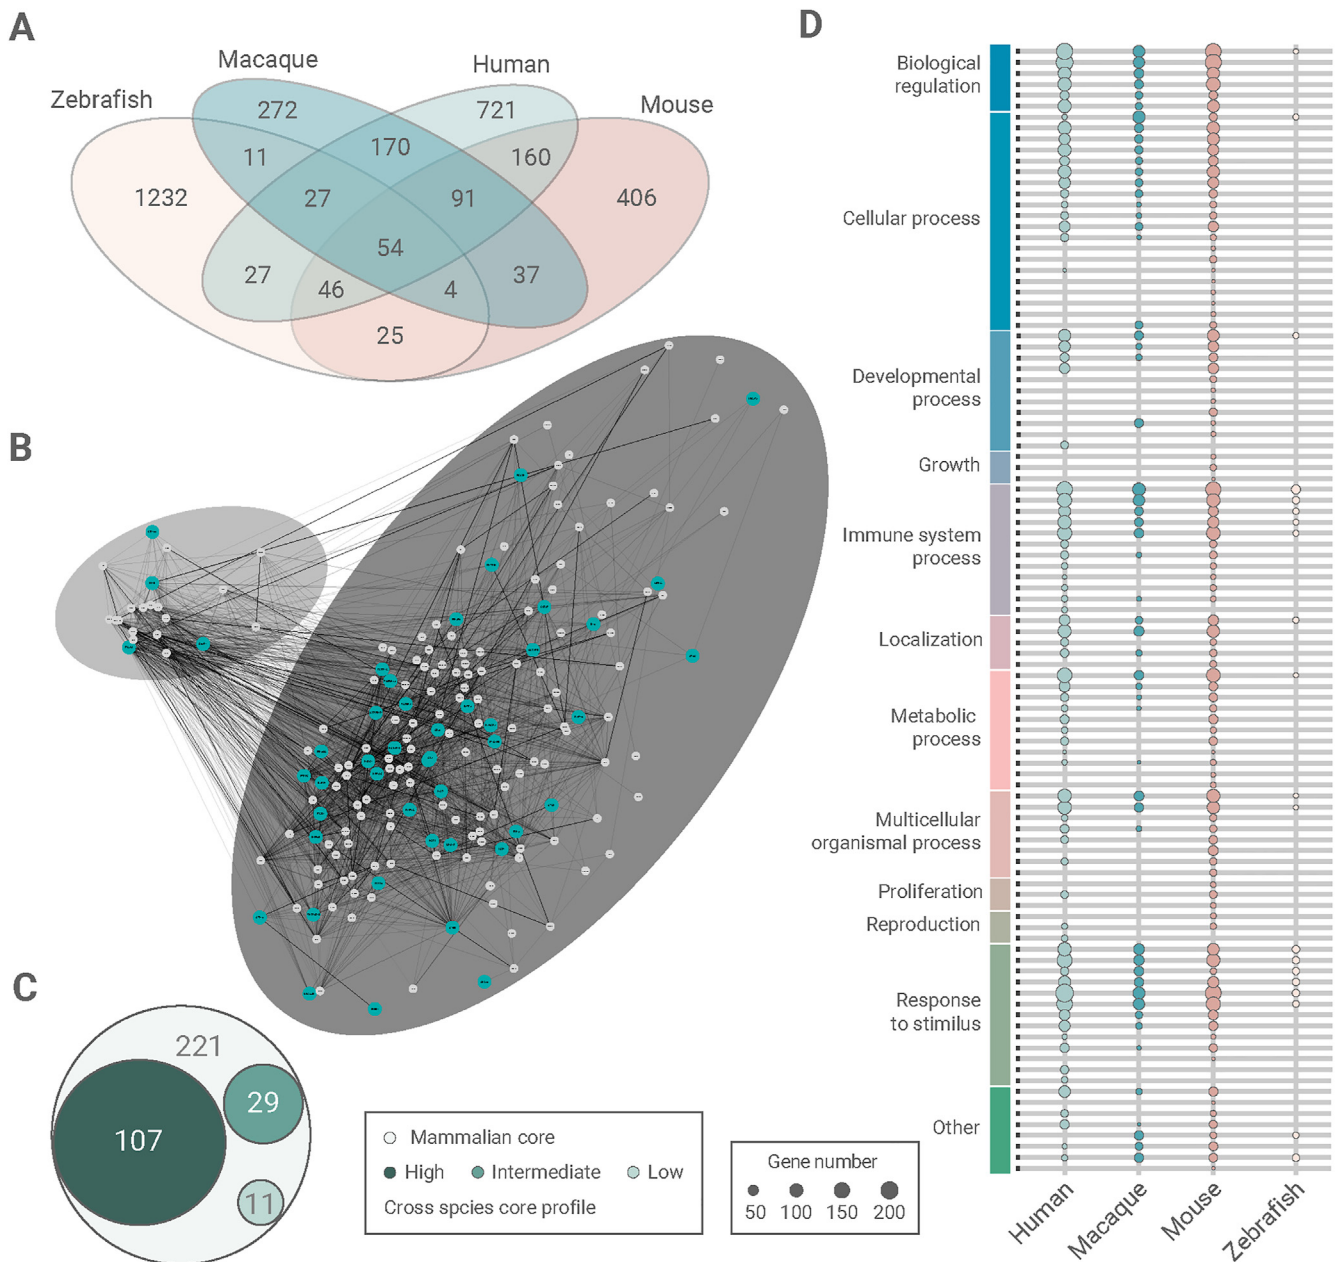 A
Zebrafish
Macaque
Human
Mouse
272
721
11
170
160
1232
27
91
406
54
27
46
4
37
25
B
C
221
29
107
11
Mammalian core
High
Intermediate
Low
Cross spcies core profile
Gene number
50
100
150
200
D
Biological
regulation
Cellular process
Developmental
process
Growth
Immune system
process
Localization
Metabolic
process
Multicellular
organismal process
Proliferation
Reproduction
Response
to stimilus
Other
Human
Macaque
Mouse
Zebrafish